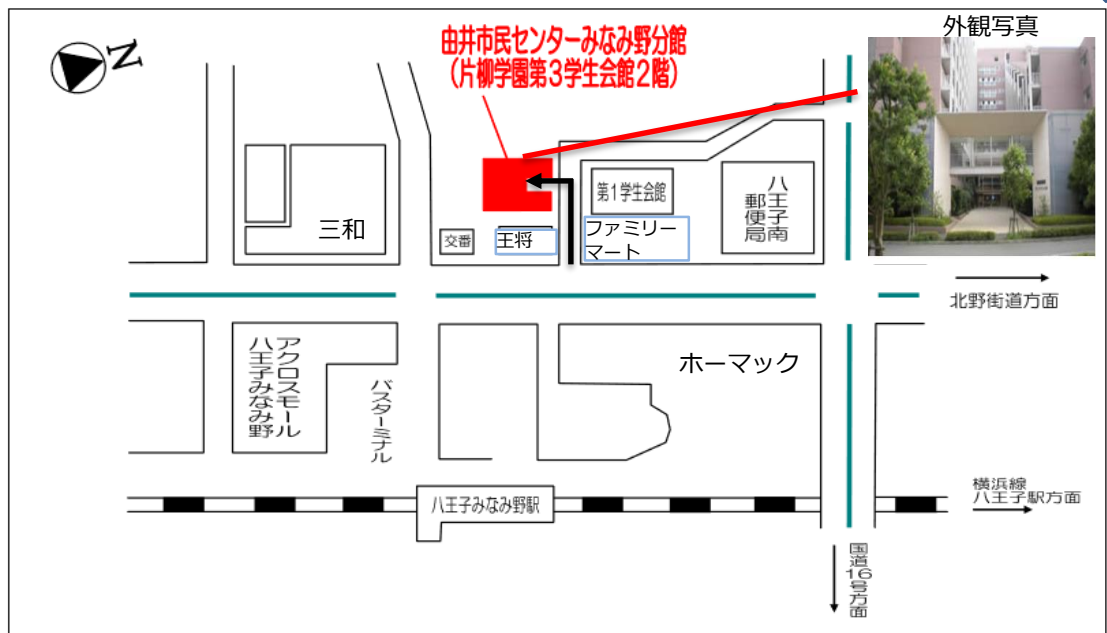 外観写真
N
由井市民センターみなみ野分館
(片柳学園第3学生会館2階)
三和
交番
王将
第1学生会館
ファミリー
マート
八王子南
郵便局
北野街道方面
アクロスモール
八王子みなみ野
バスターミナル
ホーマック
八王子みなみ野駅
横浜線
八王子駅方面
国道16号方面